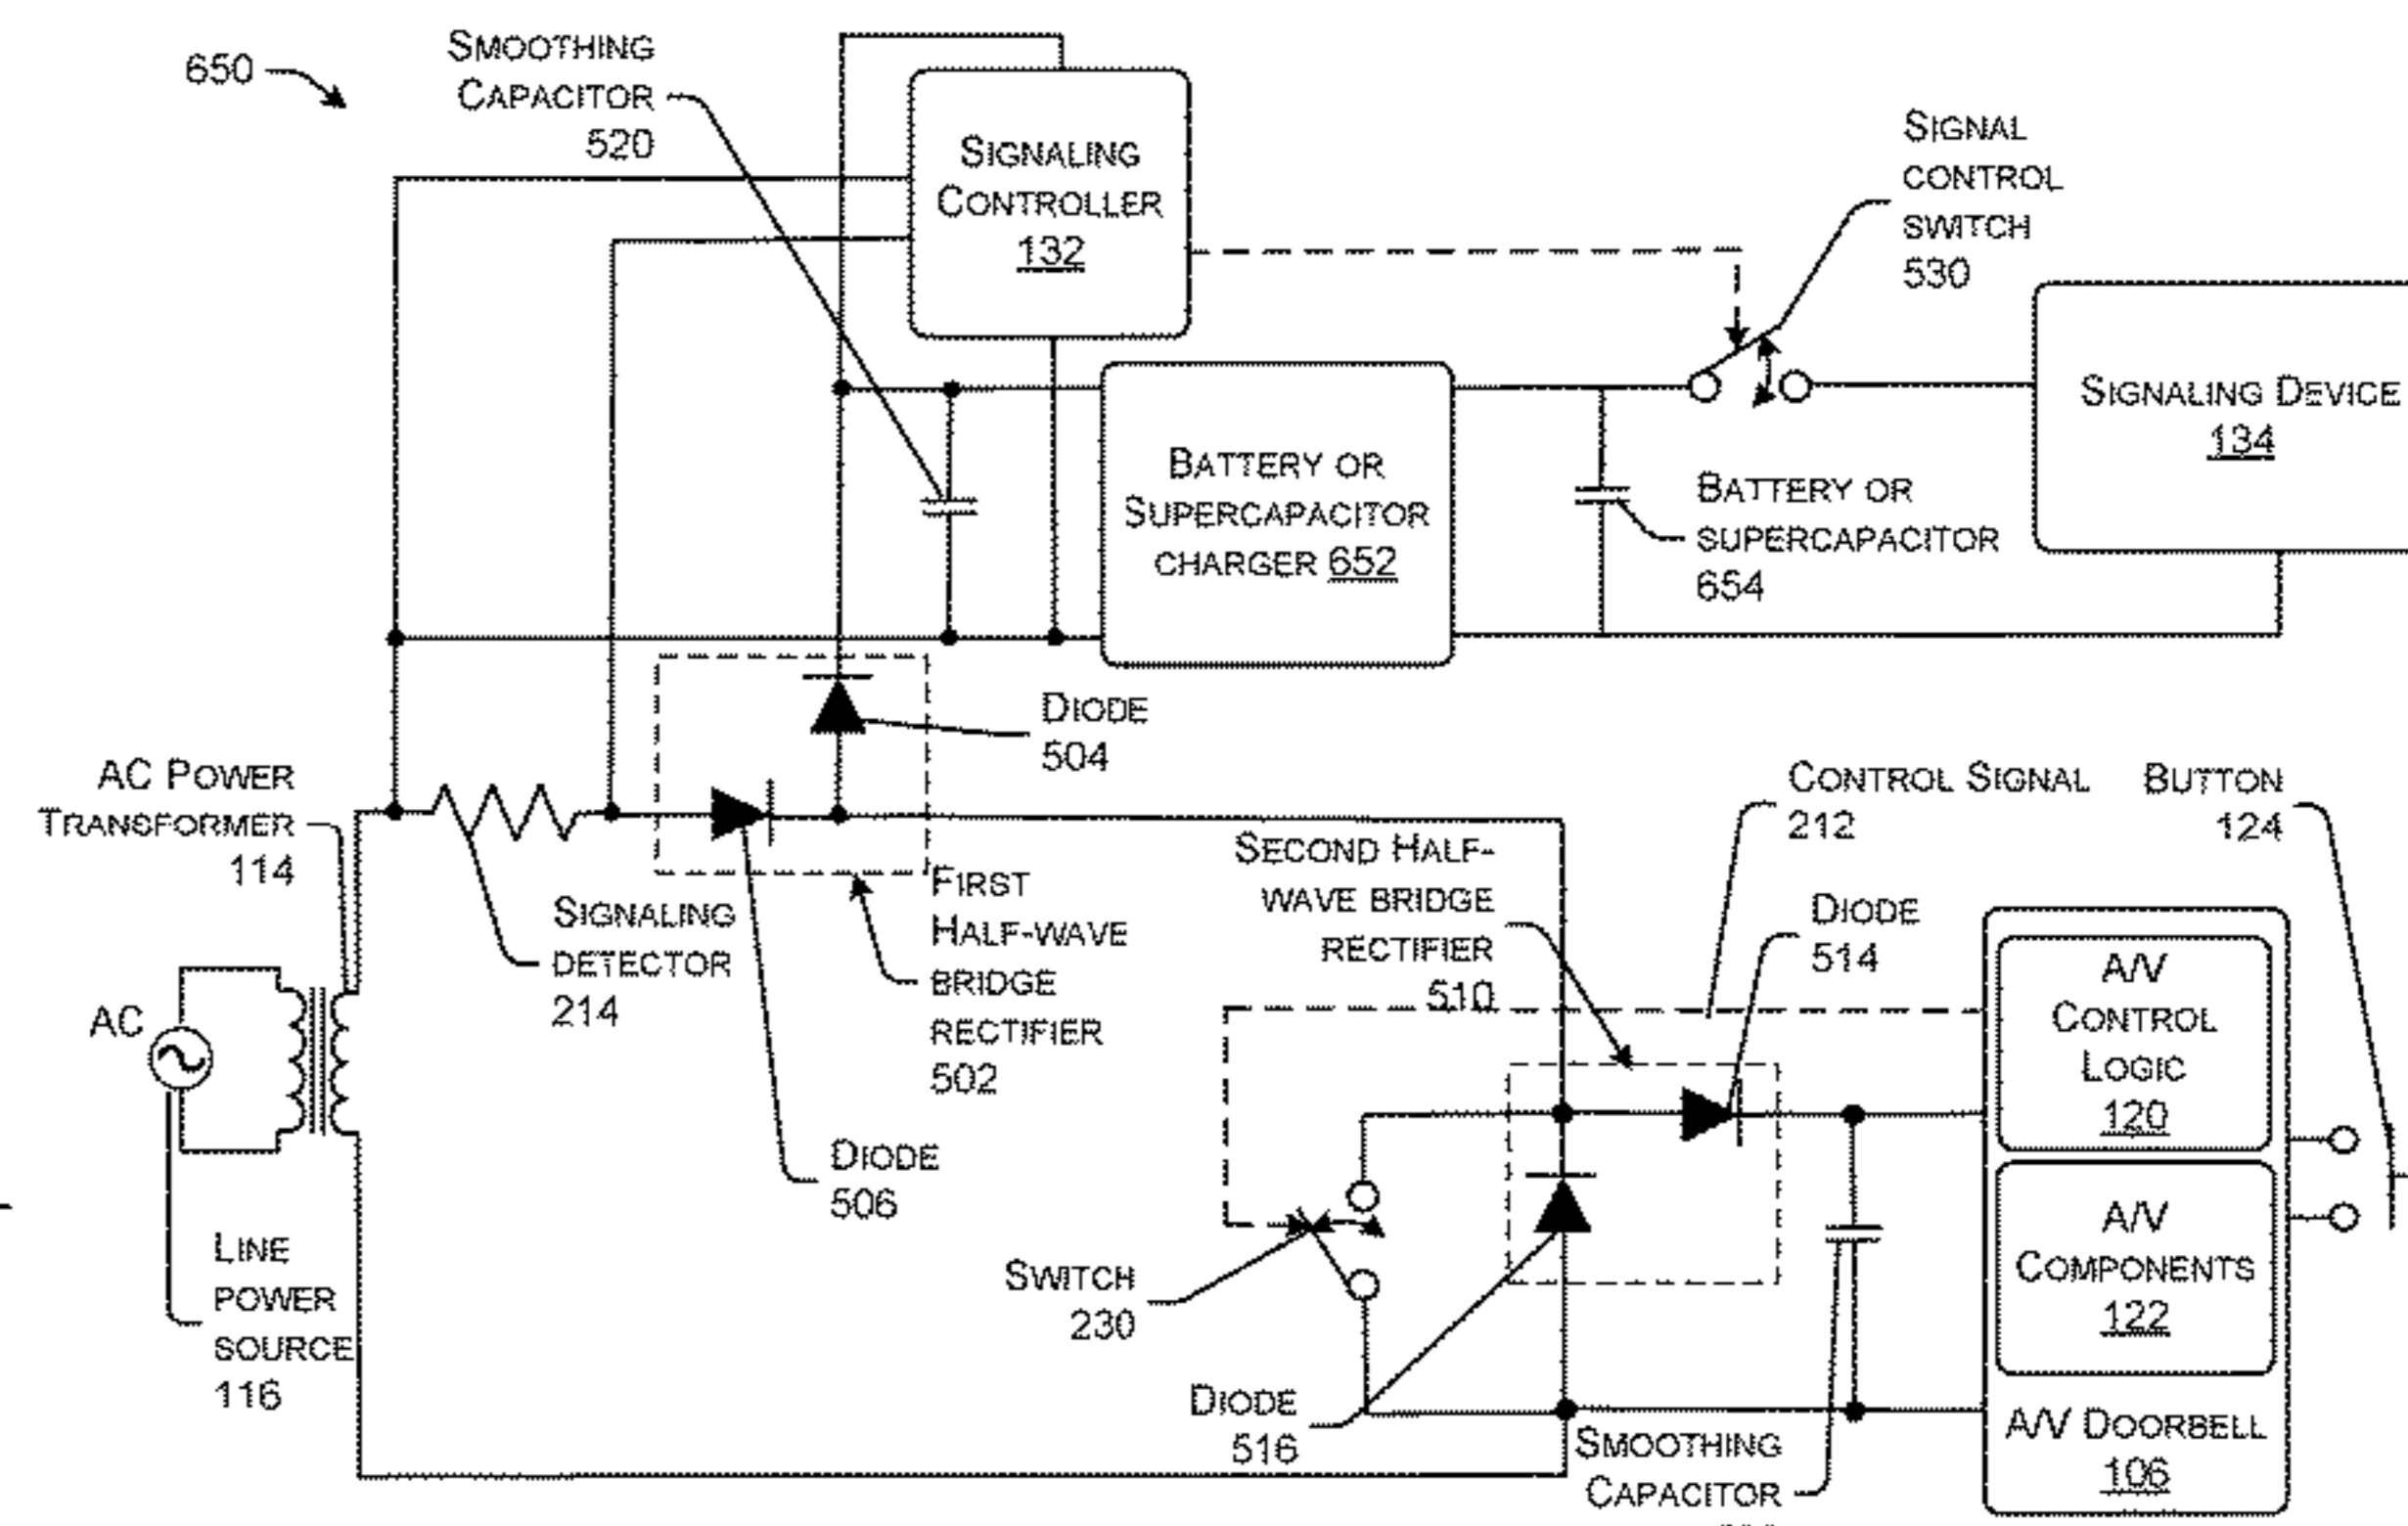 650
SMOOTHING
CAPACITOR
520
SIGNALING
CONTROLLER
132
SIGNAL
CONTROL
SWITCH
530
SIGNALING DEVICE
134
BATTERY OR
SUPERCAPACITOR
CHARGER 652
BATTERY OR
SUPERCAPACITOR
654
DIODE
504
AC POWER
TRANSFORMER
114
SIGNALING
DETECTOR
214
FIRST
HALF-WAVE
BRIDGE
RECTIFIER
502
SECOND HALF-
WAVE BRIDGE
RECTIFIER
510
CONTROL SIGNAL
212
BUTTON
124
DIODE
514
AC
LINE
POWER
SOURCE
116
DIODE
506
SWITCH
230
DIODE
516
SMOOTHING
CAPACITOR
A/V
CONTROL
LOGIC
120
A/V
COMPONENTS
122
A/V DOORBELL
106